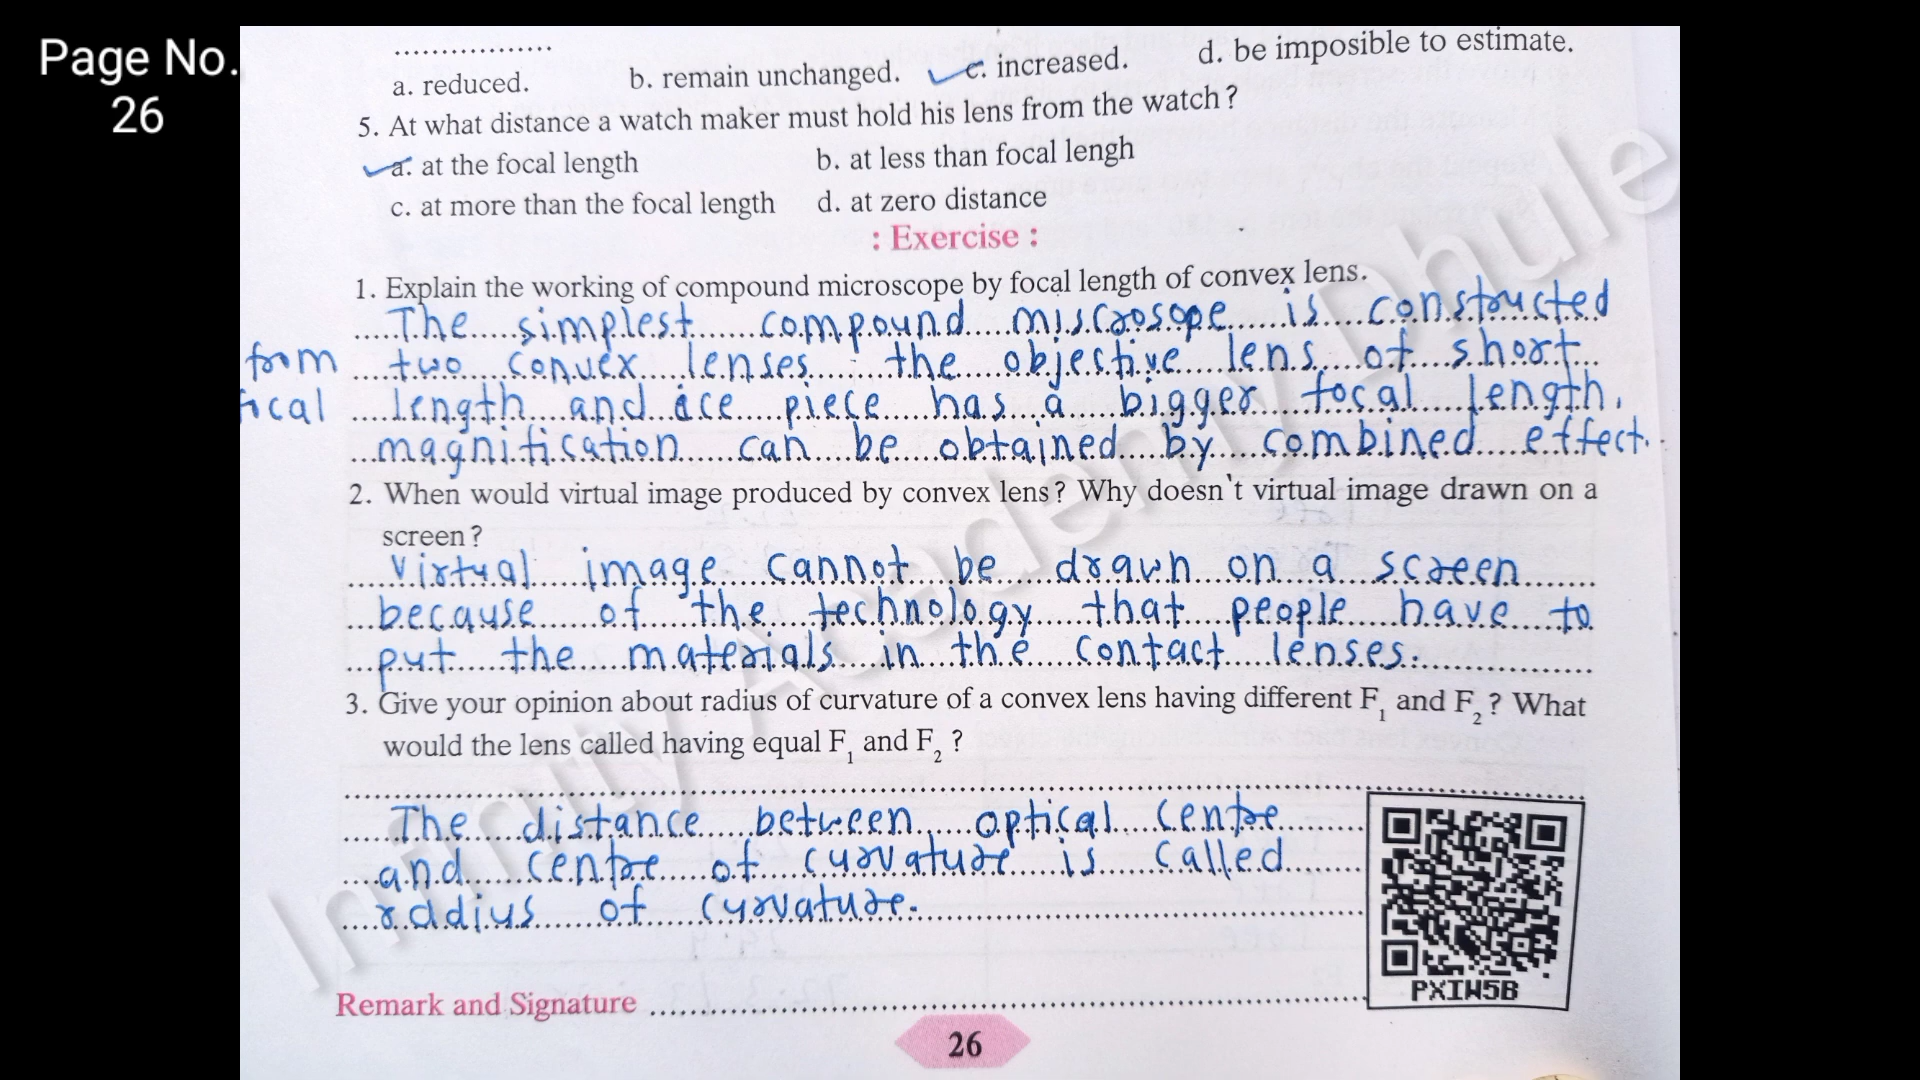 Page No.
26
.................
a. reduced. b. remain unchanged. c. increased. d. be imposible to estimate.
5. At what distance a watch maker must hold his lens from the watch?
a. at the focal length b. at less than focal lengh
c. at more than the focal length d. at zero distance
: Exercise :
1. Explain the working of compound microscope by focal length of convex lens.
The simplest compound miscrosope is constructed
from two convex lenses : the objective lens of short
ocal length and ice piece has a bigger focal length.
magnification can be obtained by combined effect.
2. When would virtual image produced by convex lens? Why doesn't virtual image drawn on a
screen?
Virtual image cannot be drawn on a screen
because of the technology that people have to
put the materials in the contact lenses.
3. Give your opinion about radius of curvature of a convex lens having different F1 and F2? What
would the lens called having equal F1 and F2 ?
The distance between optical centre
and centre of curvature is called
radius of curvature.
PXIW5B
Remark and Signature
26
Infinity Academy Dhule